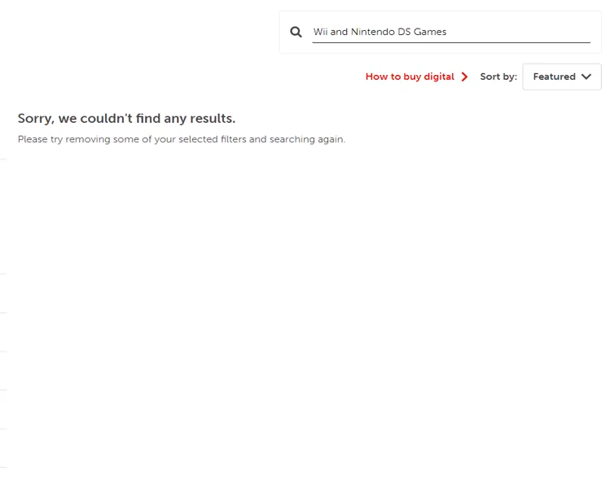 Wii and Nintendo DS Games
How to buy digital Sort by: Featured
Sorry, we couldn't find any results.
Please try removing some of your selected filters and searching again.